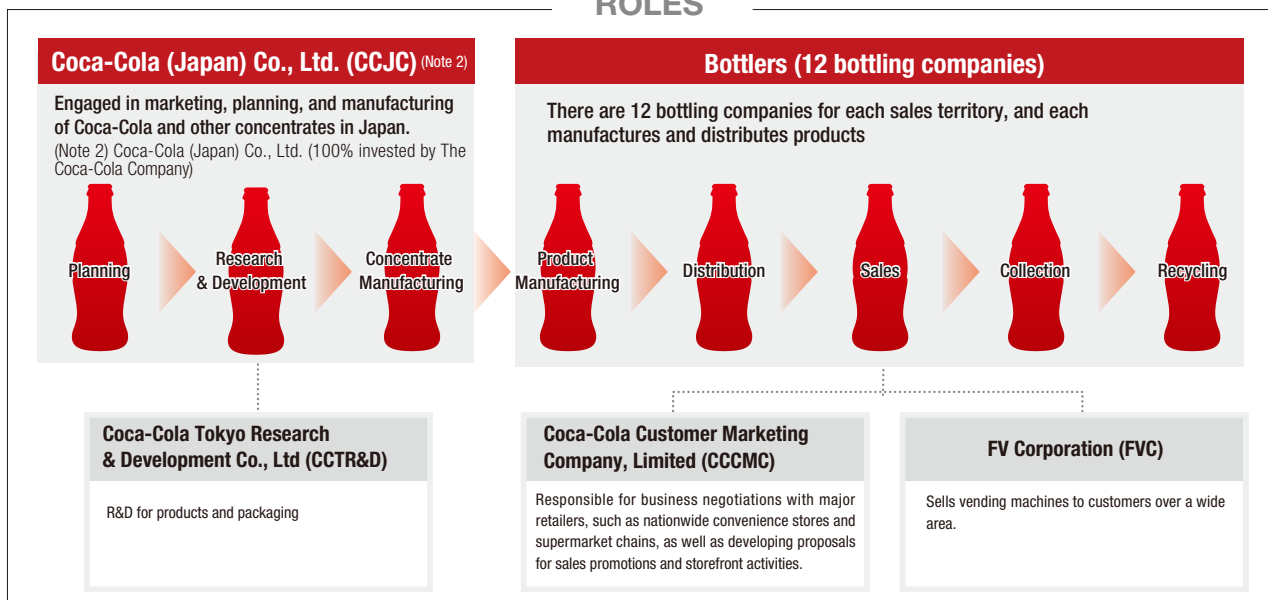 ROLES
Coca-Cola (Japan) Co., Ltd. (CCJC) (Note 2)
Engaged in marketing, planning, and manufacturing
of Coca-Cola and other concentrates in Japan.
(Note 2) Coca-Cola (Japan) Co., Ltd. (100% invested by The
Coca-Cola Company)
Planning
Research
& Development
Concentrate
Manufacturing
Bottlers (12 bottling companies)
There are 12 bottling companies for each sales territory, and each
manufactures and distributes products
Product
Manufacturing
Distribution
Sales
Collection
Recycling
Coca-Cola Tokyo Research
& Development Co., Ltd (CCTR&D)
R&D for products and packaging
Coca-Cola Customer Marketing
Company, Limited (CCCMC)
Responsible for business negotiations with major
retailers, such as nationwide convenience stores and
supermarket chains, as well as developing proposals
for sales promotions and storefront activities.
FV Corporation (FVC)
Sells vending machines to customers over a wide
area.